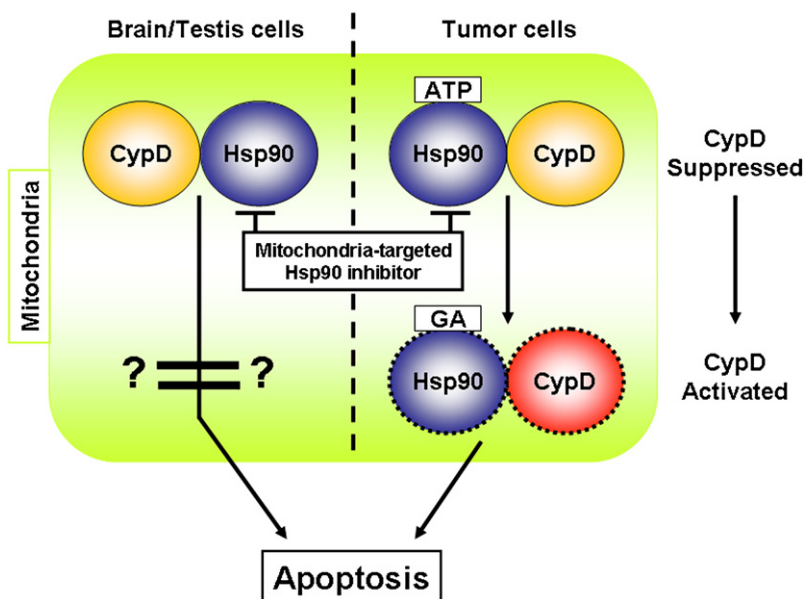 Brain/Testis cells
Tumor cells
Mitochondria
CypD
Hsp90
ATP
Hsp90
CypD
CypD
Suppressed
Mitochondria-targeted
Hsp90 inhibitor
GA
? ?
Hsp90
CypD
CypD
Activated
Apoptosis